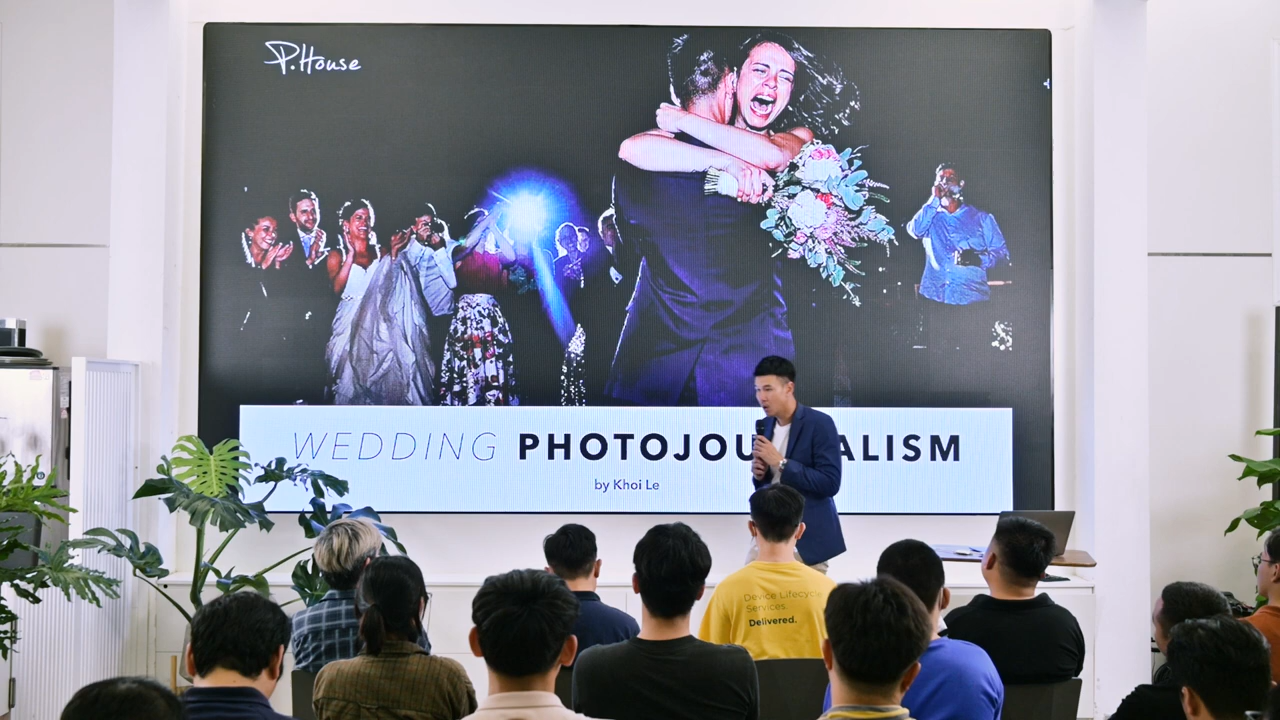 P.House
WEDDING PHOTOJOU ALISM
by Khoi Le
Device Lifecycle
Services.
Delivered.